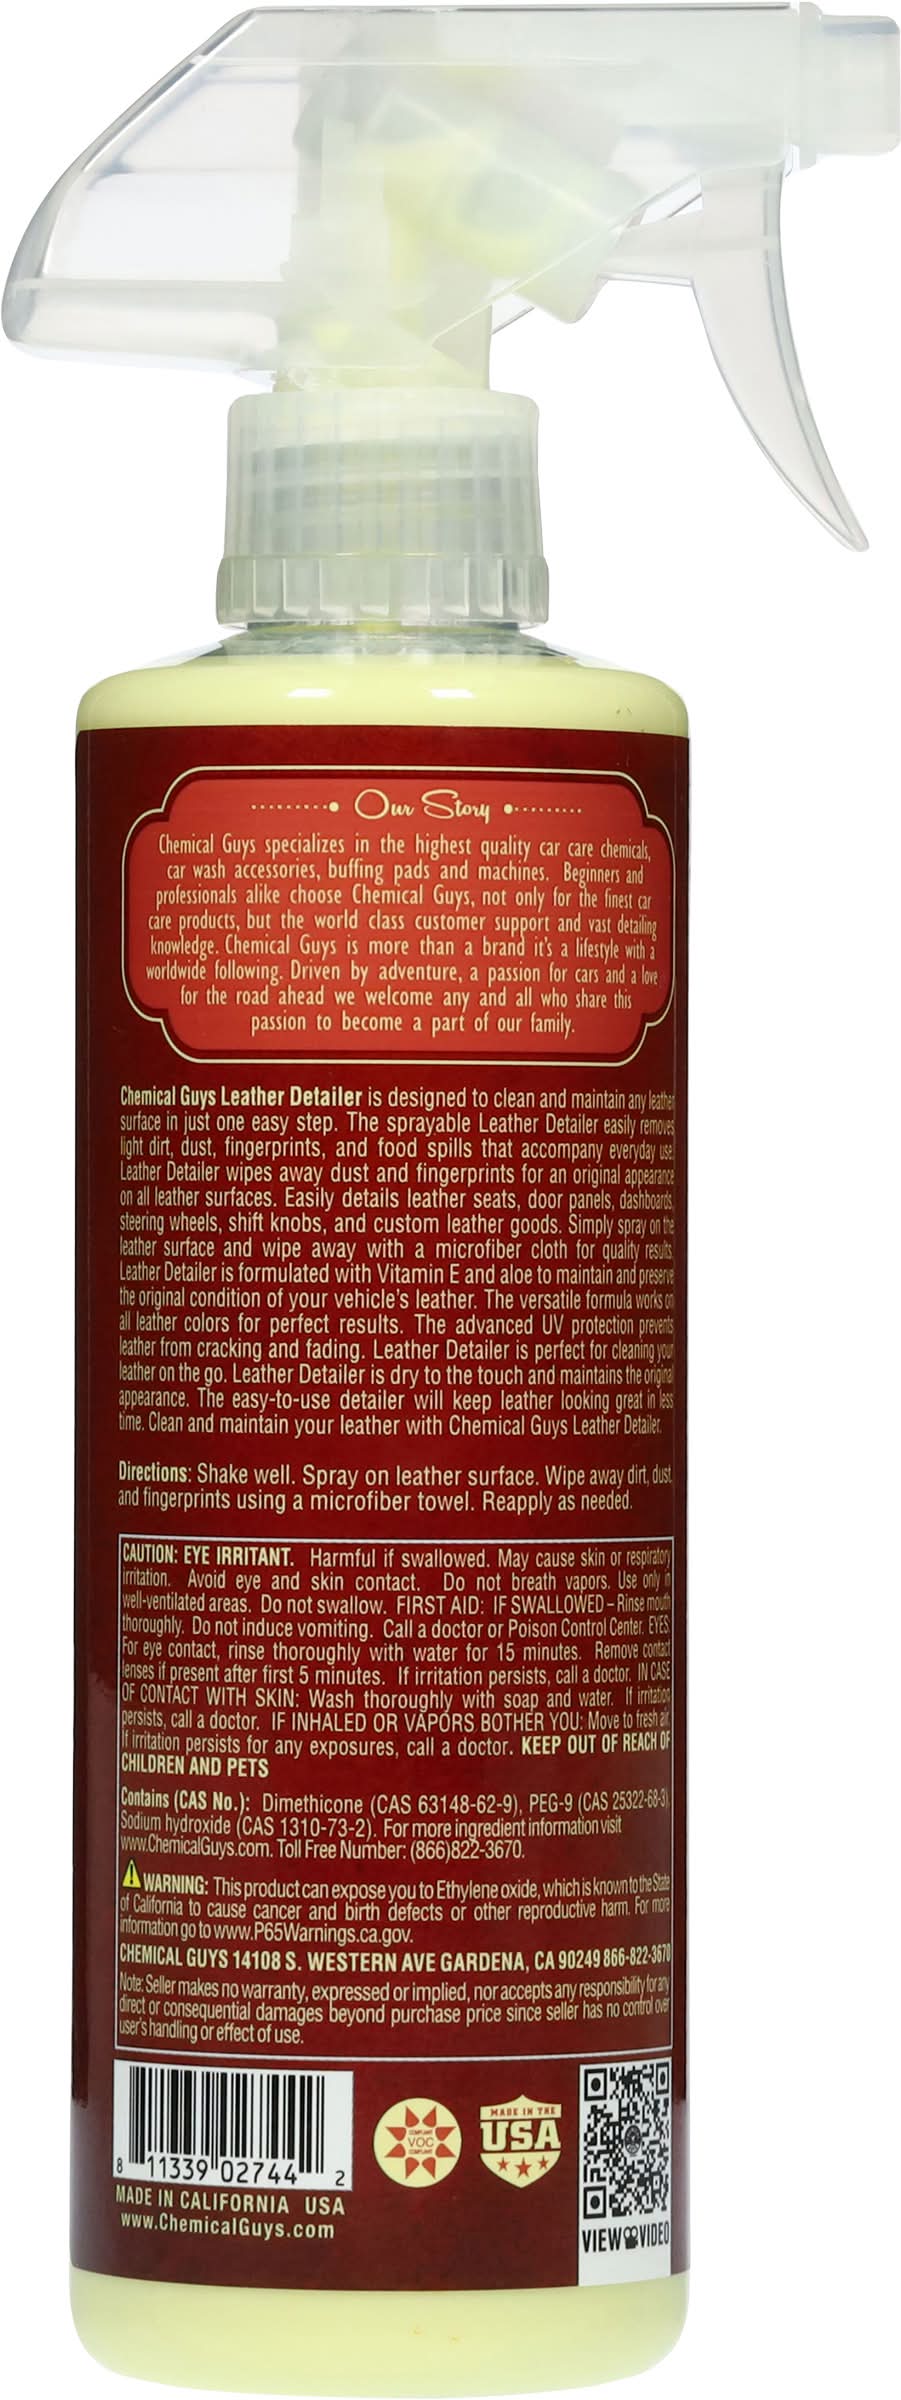 Our Story
Chemical Guys specializes in the highest quality car care chemicals,
car wash accessories, buffing pads and machines. Beginners and
professionals alike choose Chemical Guys, not only for the finest car
care products, but the world class customer support and vast detailing
knowledge. Chemical Guys is more than a brand it's a lifestyle with a
worldwide following. Driven by adventure, a passion for cars and a love
for the road ahead we welcome any and all who share this
passion to become a part of our family.
Chemical Guys Leather Detailer is designed to clean and maintain any leather
surface in just one easy step. The sprayable Leather Detailer easily removes
light dirt, dust, fingerprints, and food spills that accompany everyday use.
Leather Detailer wipes away dust and fingerprints for an original appearance
on all leather surfaces. Easily details leather seats, door panels, dashboards,
steering wheels, shift knobs, and custom leather goods. Simply spray on the
leather surface and wipe away with a microfiber cloth for quality results.
Leather Detailer is formulated with Vitamin E and aloe to maintain and preserve
the original condition of your vehicle's leather. The versatile formula works on
all leather colors for perfect results. The advanced UV protection prevents
leather from cracking and fading. Leather Detailer is perfect for cleaning your
leather on the go. Leather Detailer is dry to the touch and maintains the original
appearance. The easy-to-use detailer will keep leather looking great in less
time. Clean and maintain your leather with Chemical Guys Leather Detailer.
Directions: Shake well. Spray on leather surface. Wipe away dirt, dust,
and fingerprints using a microfiber towel. Reapply as needed.
CAUTION: EYE IRRITANT. Harmful if swallowed. May cause skin or respiratory
irritation. Avoid eye and skin contact. Do not breath vapors. Use only in
well-ventilated areas. Do not swallow. FIRST AID: IF SWALLOWED – Rinse mouth
thoroughly. Do not induce vomiting. Call a doctor or Poison Control Center. EYES:
For eye contact, rinse thoroughly with water for 15 minutes. Remove contact
lenses if present after first 5 minutes. If irritation persists, call a doctor. IN CASE
OF CONTACT WITH SKIN: Wash thoroughly with soap and water. If irritation
persists, call a doctor. IF INHALED OR VAPORS BOTHER YOU: Move to fresh air.
If irritation persists for any exposures, call a doctor. KEEP OUT OF REACH OF
CHILDREN AND PETS
Contains (CAS No.): Dimethicone (CAS 63148-62-9), PEG-9 (CAS 25322-68-3),
Sodium hydroxide (CAS 1310-73-2). For more ingredient information visit
www.ChemicalGuys.com. Toll Free Number: (866)822-3670.
WARNING: This product can expose you to Ethylene oxide, which is known to the State
of California to cause cancer and birth defects or other reproductive harm. For more
information go to www.P65Warnings.ca.gov.
CHEMICAL GUYS 14108 S. WESTERN AVE GARDENA, CA 90249 866-822-3670
Note: Seller makes no warranty, expressed or implied, nor accepts any responsibility for any
direct or consequential damages beyond purchase price since seller has no control over
user's handling or effect of use.
8 11339 02744 2
MADE IN CALIFORNIA USA
www.ChemicalGuys.com
COMPLIANT
VOC
COMPLIANT
MADE IN THE
USA
VIEW VIDEO